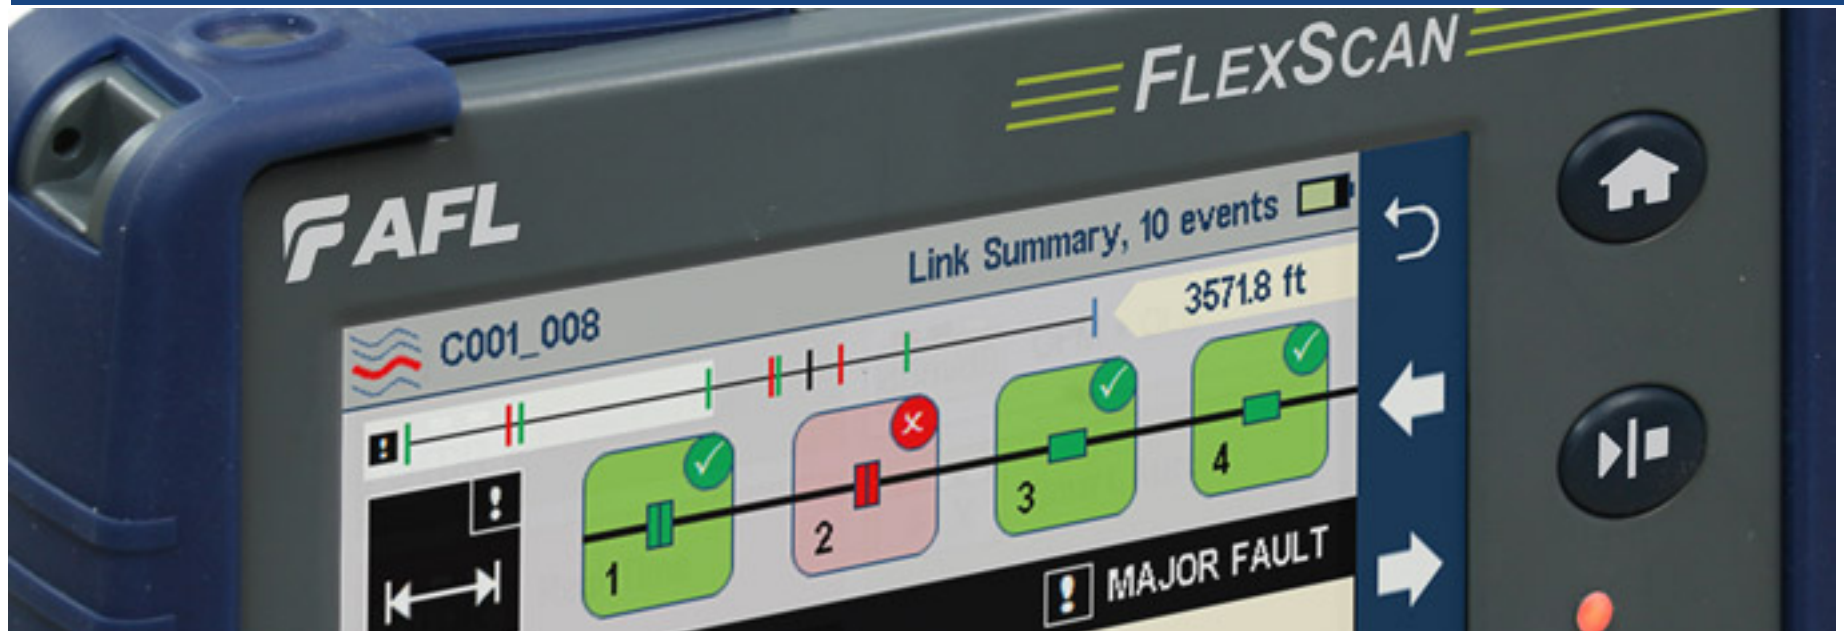 FLEXSCAN
AFL
Link Summary, 10 events
C001_008
3571.8 ft
!
!
1
2
3
4
! MAJOR FAULT